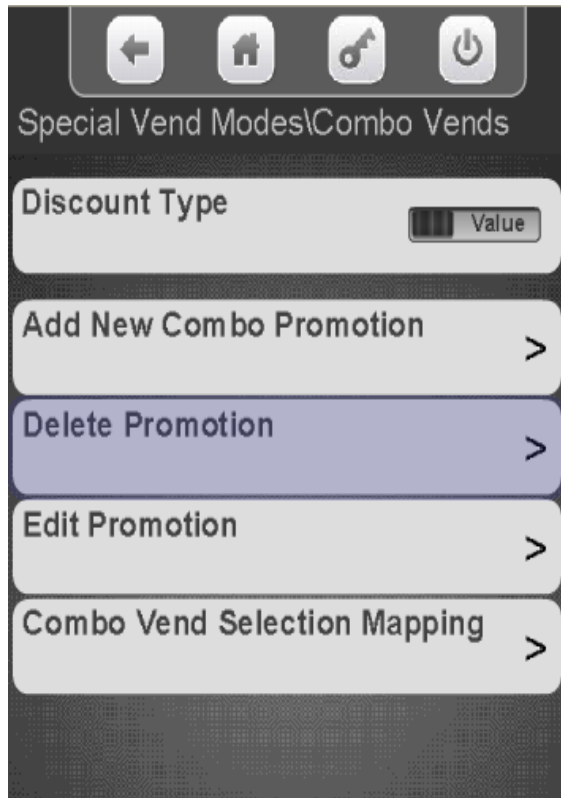 Special Vend Modes\Combo Vends
Discount Type
Value
Add New Combo Promotion
>
Delete Promotion
>
Edit Promotion
>
Combo Vend Selection Mapping
>